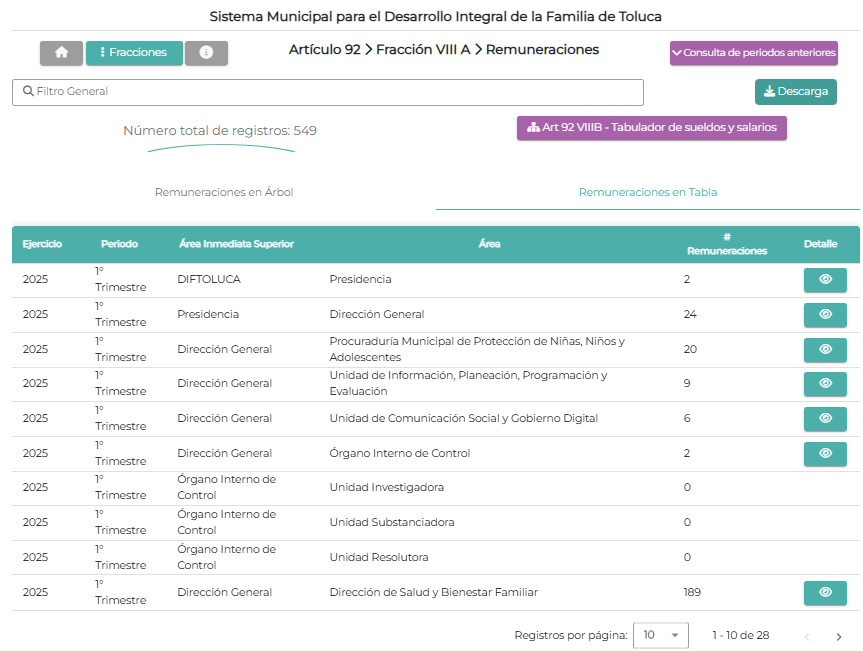 Sistema Municipal para el Desarrollo Integral de la Familia de Toluca
Fracciones
Artículo 92 > Fracción VIII A > Remuneraciones
Consulta de periodos anteriores
Filtro General
Descarga
Número total de registros: 549
Art 92 VIIIB - Tabulador de sueldos y salarios
Remuneraciones en Árbol
Remuneraciones en Tabla
Ejercicio Periodo Área Inmediata Superior Área # Remuneraciones Detalle
2025 1° Trimestre DIFTOLUCA Presidencia 2
2025 1° Trimestre Presidencia Dirección General 24
2025 1° Trimestre Dirección General Procuraduría Municipal de Protección de Niñas, Niños y Adolescentes 20
2025 1° Trimestre Dirección General Unidad de Información, Planeación, Programación y Evaluación 9
2025 1° Trimestre Dirección General Unidad de Comunicación Social y Gobierno Digital 6
2025 1° Trimestre Dirección General Órgano Interno de Control 2
2025 1° Trimestre Órgano Interno de Control Unidad Investigadora 0
2025 1° Trimestre Órgano Interno de Control Unidad Substanciadora 0
2025 1° Trimestre Órgano Interno de Control Unidad Resolutora 0
2025 1° Trimestre Dirección General Dirección de Salud y Bienestar Familiar 189
Registros por página: 10 1 - 10 de 28